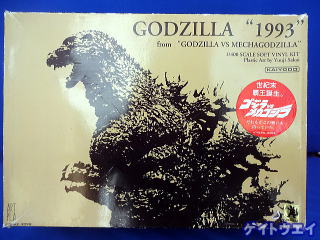 GODZILLA "1993"
from "GODZILLA VS MECHAGODZILLA"
1/400 SCALE SOFT VINYL KIT
Plastic Art by Yuuji Sakai
KAIYODO
世紀末
覇王誕生。
ゴジラvs
メカゴジラ
ゲイトウエイ